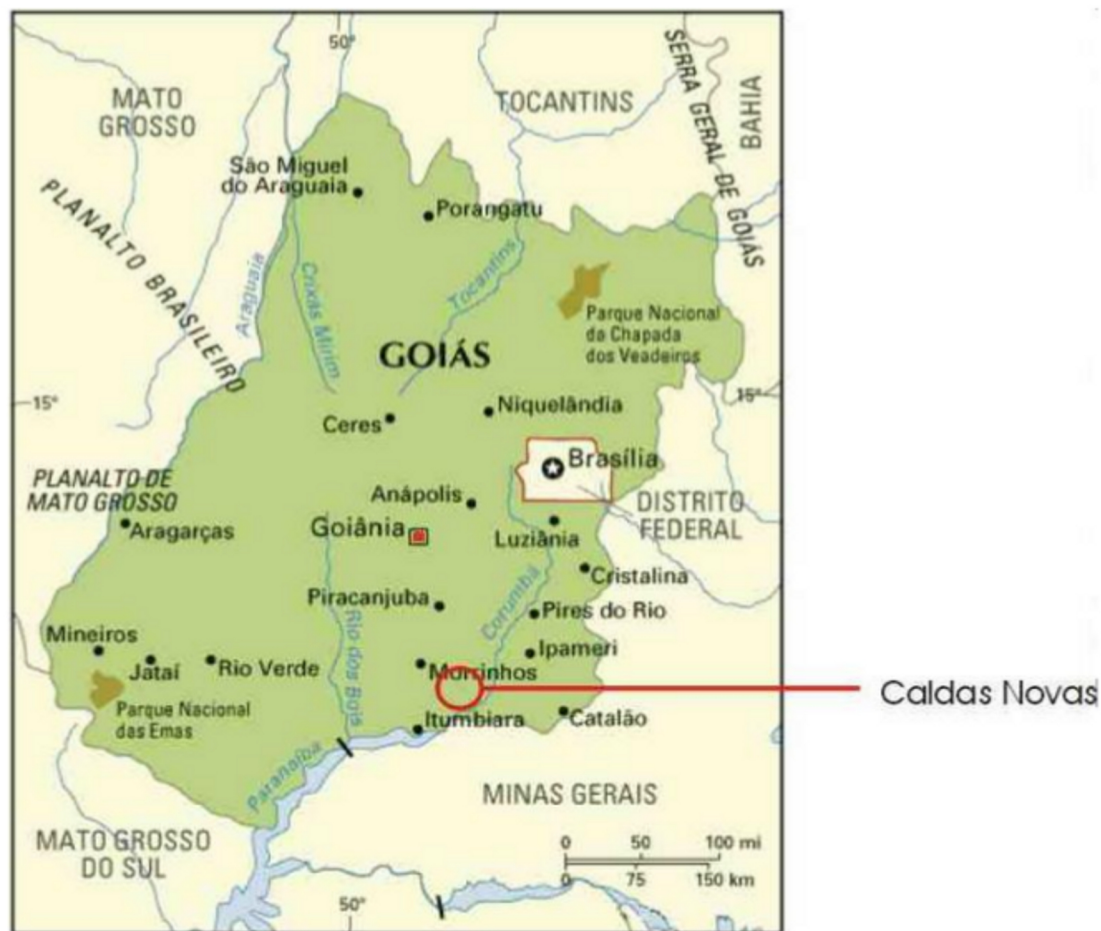 50°
MATO
GROSSO
TOCANTINS
SERRA GERAL DE GOIÁS
BAHIA
São Miguel
do Araguaia
Porangatu
PLANALTO BRASILEIRO
Araguaia
Crixás Mirim
Tocantins
Parque Nacional
da Chapada
dos Veadeiros
GOIÁS
15°
15°
Niquelândia
Ceres
Brasília
PLANALTO DE
MATO GROSSO
Anápolis
DISTRITO
FEDERAL
Aragarças
Goiânia
Luziânia
Cristalina
Corumbá
Piracanjuba
Pires do Rio
Rio dos Bois
Mineiros
Ipameri
Jataí
Rio Verde
Morrinhos
Caldas Novas
Parque Nacional
das Emas
Itumbiara
Catalão
Paranaíba
MINAS GERAIS
MATO GROSSO
DO SUL
0 50 100 mi
0 75 150 km
50°